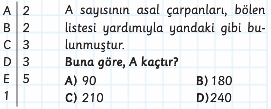 A | 2
B | 2
C | 3
D | 3
E | 5
1
A sayısının asal çarpanları, bölen
listesi yardımıyla yandaki gibi bu-
lunmuştur.
Buna göre, A kaçtır?
A) 90 B) 180
C) 210 D) 240